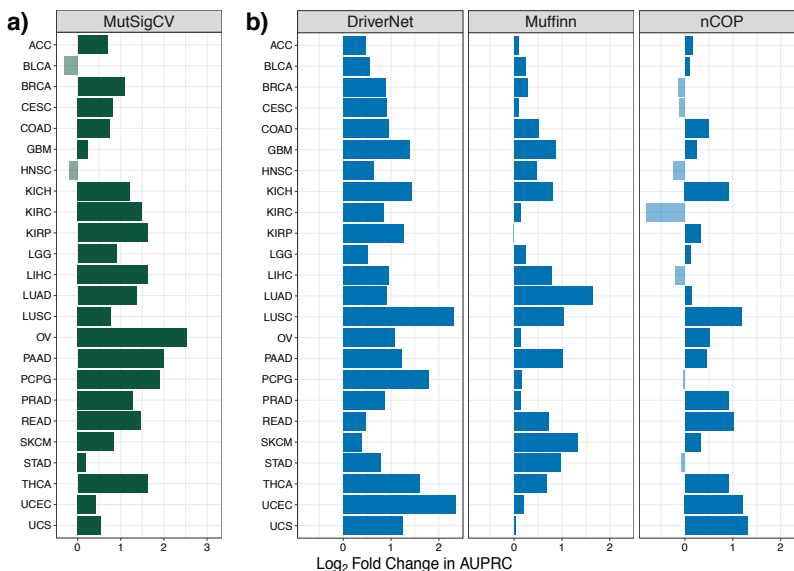 a)
MutSigCV
b)
DriverNet
Muffinn
nCOP
ACC
BLCA
BRCA
CESC
COAD
GBM
HNSC
KICH
KIRC
KIRP
LGG
LIHC
LUAD
LUSC
OV
PAAD
PCPG
PRAD
READ
SKCM
STAD
THCA
UCEC
UCS
0 1 2 3
ACC
BLCA
BRCA
CESC
COAD
GBM
HNSC
KICH
KIRC
KIRP
LGG
LIHC
LUAD
LUSC
OV
PAAD
PCPG
PRAD
READ
SKCM
STAD
THCA
UCEC
UCS
0 1 2
0 1 2
0 1 2
Log₂ Fold Change in AUPRC